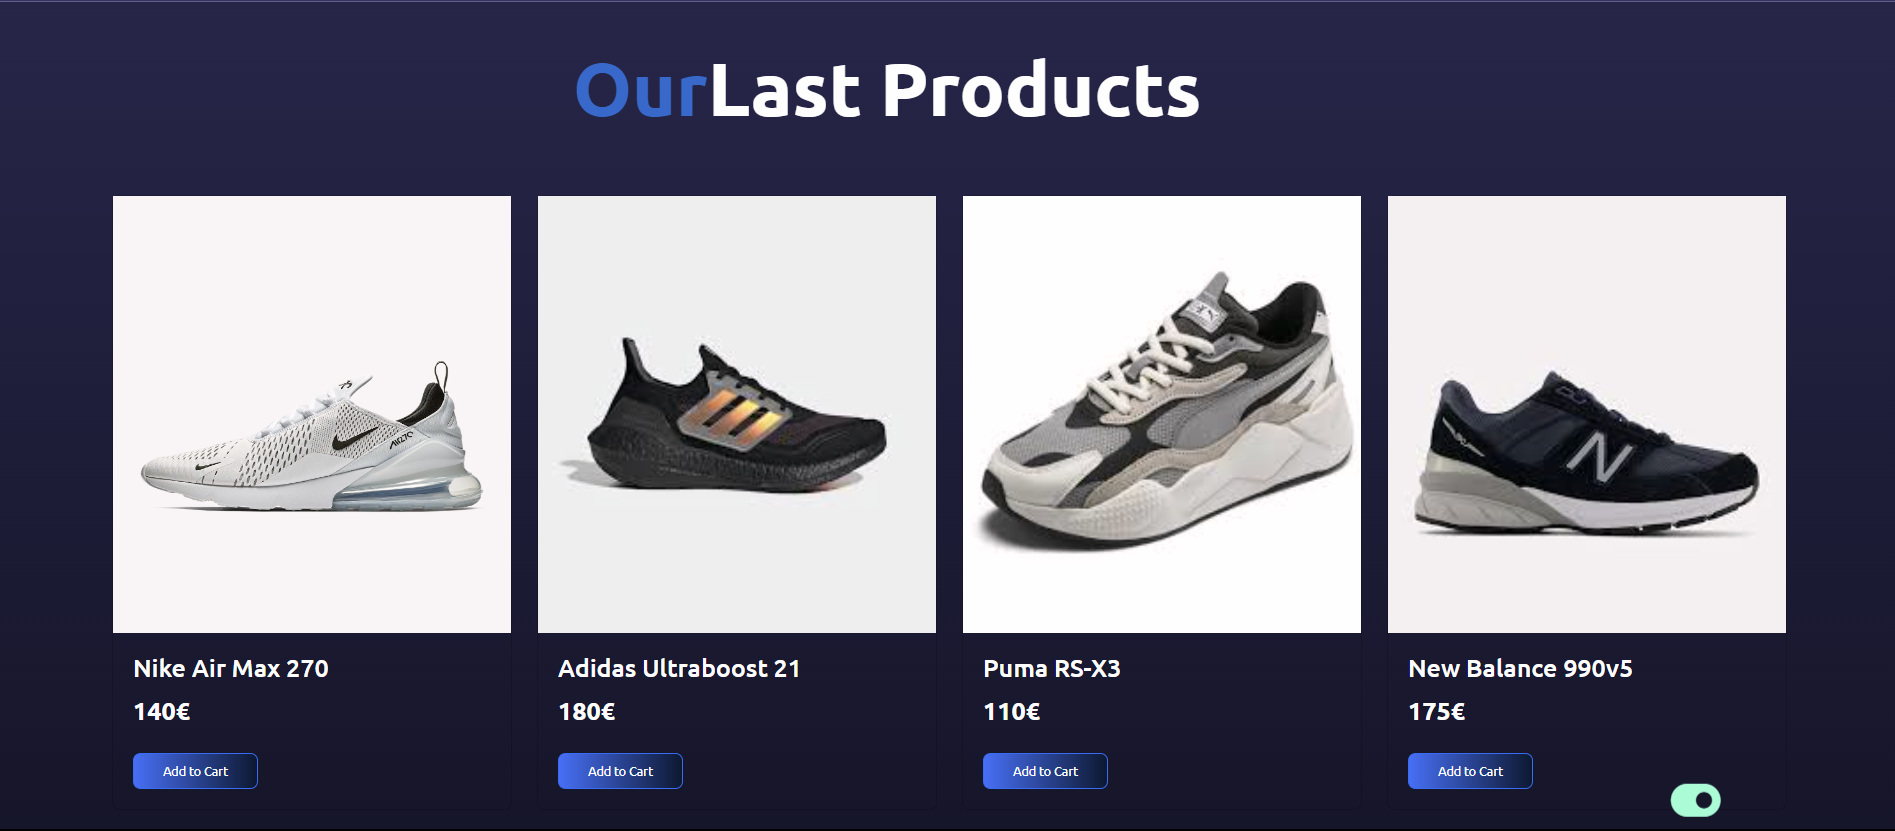 OurLast Products
AIR270
N
Nike Air Max 270
Adidas Ultraboost 21
Puma RS-X3
New Balance 990v5
140€
180€
110€
175€
Add to Cart
Add to Cart
Add to Cart
Add to Cart